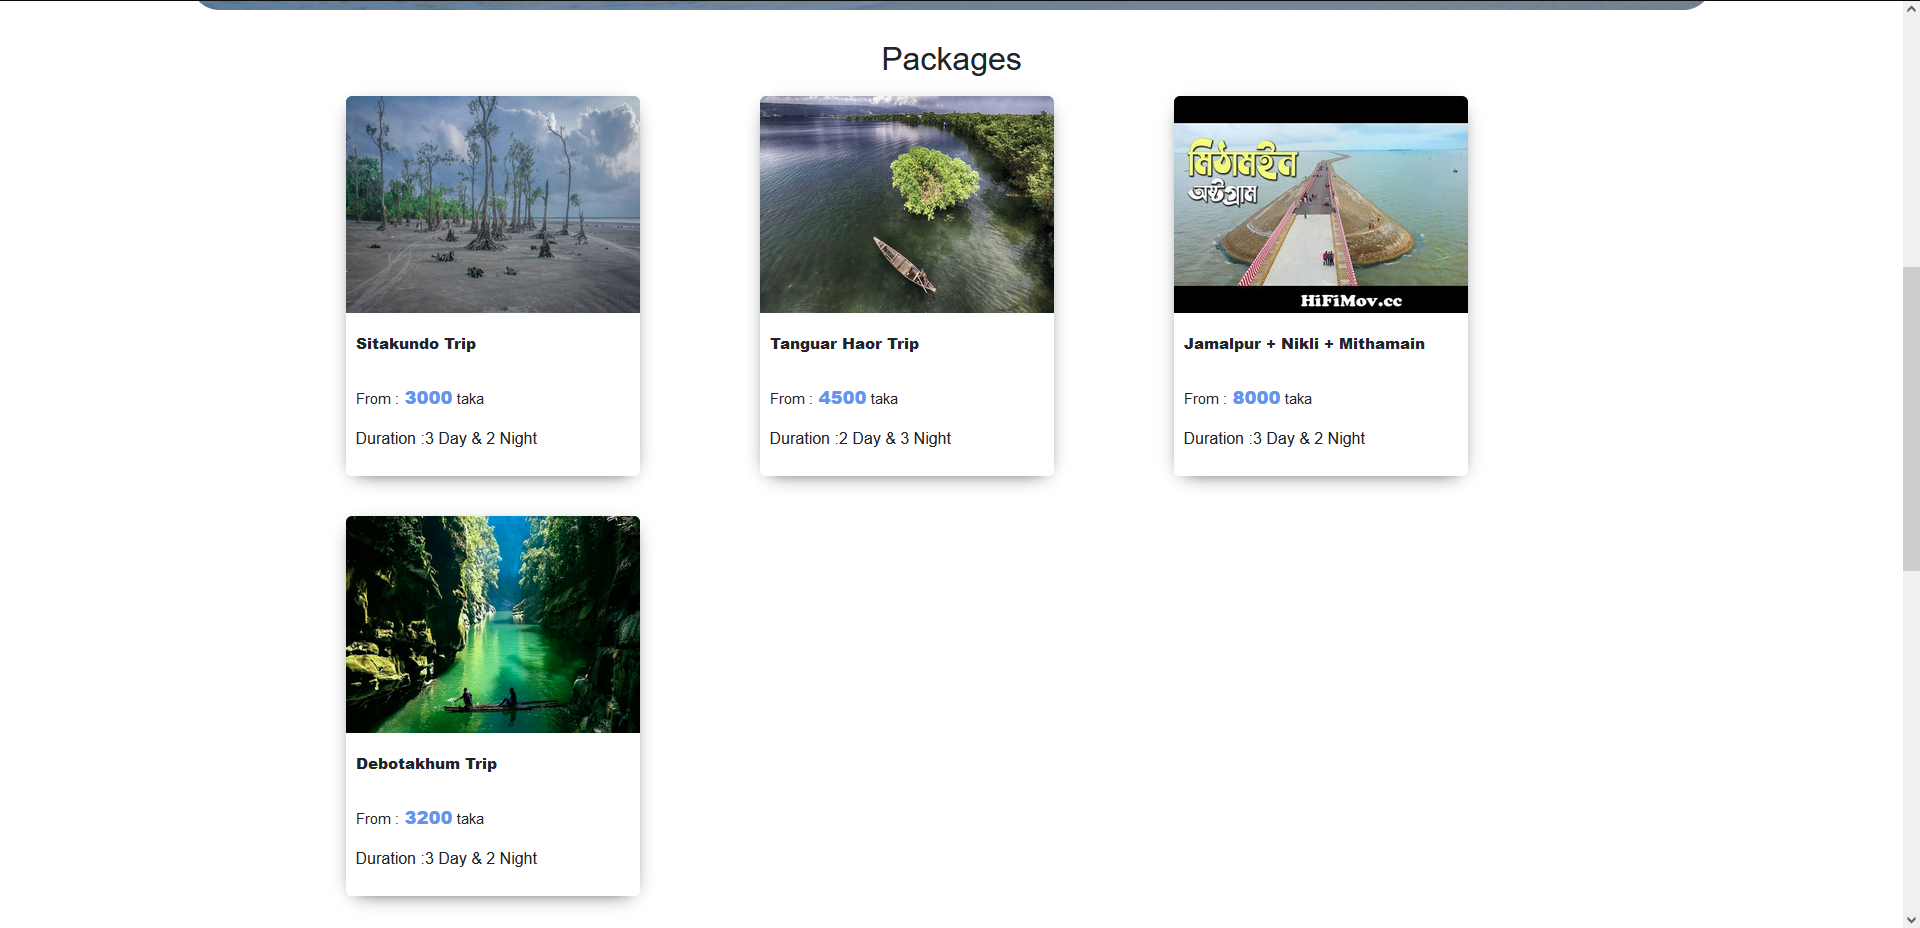 Packages
মিঠামইন
অষ্টগ্রাম
HiFiMov.cc
Sitakundo Trip
From : 3000 taka
Duration :3 Day & 2 Night
Tanguar Haor Trip
From : 4500 taka
Duration :2 Day & 3 Night
Jamalpur + Nikli + Mithamain
From : 8000 taka
Duration :3 Day & 2 Night
Debotakhum Trip
From : 3200 taka
Duration :3 Day & 2 Night